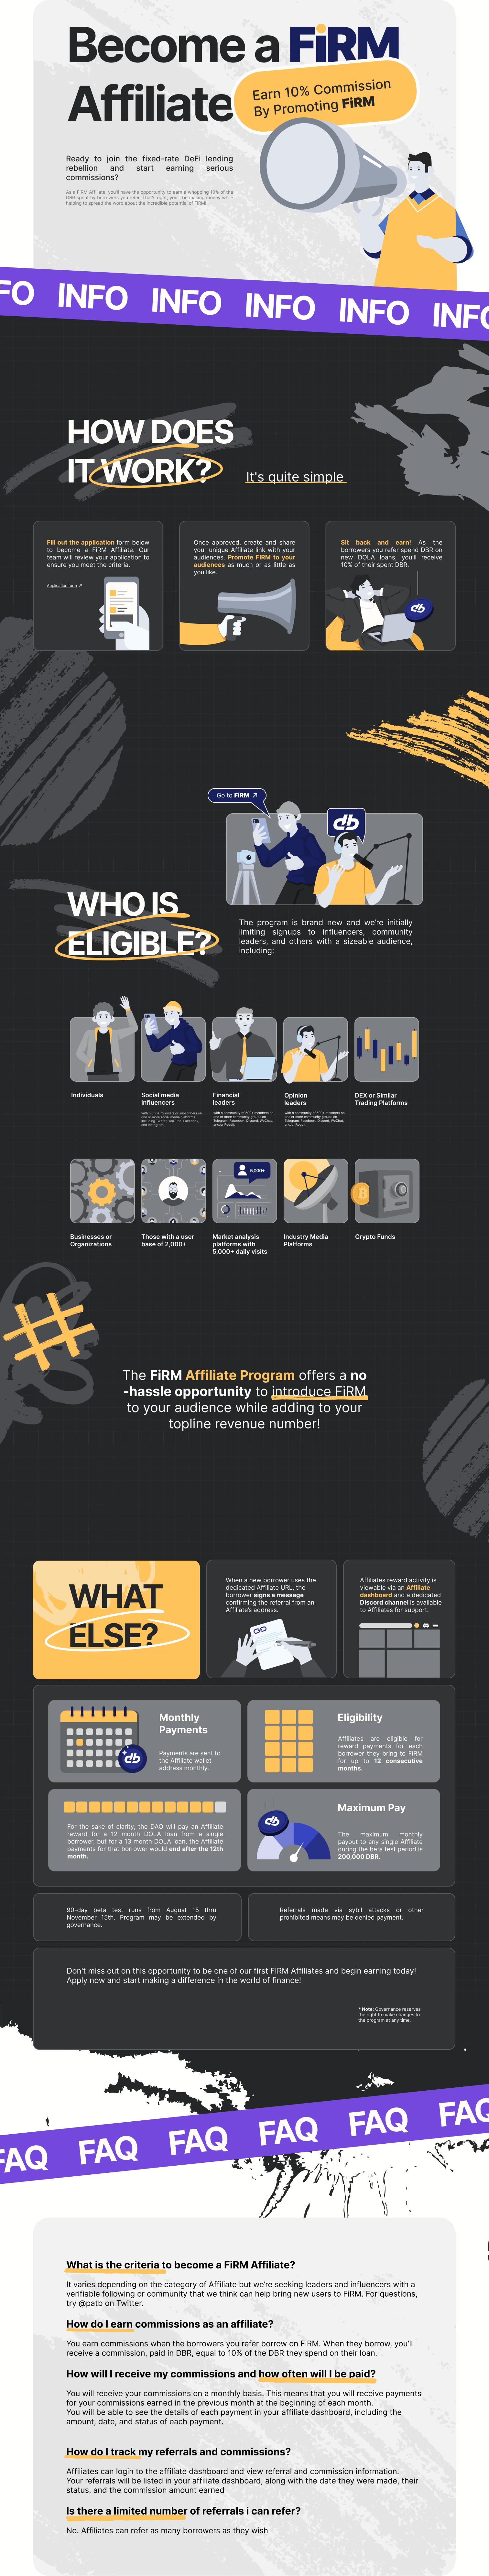 Become a FiRM
Affiliate
Earn 10% Commission
By Promoting FiRM
Ready to join the fixed-rate DeFi lending
rebellion and start earning serious
commissions?
As a FiRM Affiliate, you'll have the opportunity to earn a whopping 10% of the
DBR spent by borrowers you refer. That's right, you'll be making money while
helping to spread the word about the incredible potential of FiRM!
FO INFO INFO INFO INFO INFO
HOW DOES
IT WORK?
It's quite simple
Fill out the application form below
to become a FiRM Affiliate. Our
team will review your application to
ensure you meet the criteria.
Application form ↗
Once approved, create and share
your unique Affiliate link with your
audiences. Promote FiRM to your
audiences as much or as little as
you like.
Sit back and earn! As the
borrowers you refer spend DBR on
new DOLA loans, you'll receive
10% of their spent DBR.
db
Go to FiRM ↗
db
WHO IS
ELIGIBLE?
The program is brand new and we're initially
limiting signups to influencers, community
leaders, and others with a sizeable audience,
including:
Individuals
Social media
influencers
with 5,000+ followers or subscribers on
one or more social media platforms
including Twitter, YouTube, Facebook,
and Instagram.
Financial
leaders
with a community of 500+ members on
one or more community groups on
Telegram, Facebook, Discord, WeChat,
and/or Reddit.
Opinion
leaders
with a community of 500+ members on
one or more community groups on
Telegram, Facebook, Discord, WeChat,
and/or Reddit.
DEX or Similar
Trading Platforms
5,000+
Businesses or
Organizations
Those with a user
base of 2,000+
Market analysis
platforms with
5,000+ daily visits
Industry Media
Platforms
Crypto Funds
The FiRM Affiliate Program offers a no
-hassle opportunity to introduce FiRM
to your audience while adding to your
topline revenue number!
WHAT
ELSE?
When a new borrower uses the
dedicated Affiliate URL, the
borrower signs a message
confirming the referral from an
Affiliate's address.
Affiliates reward activity is
viewable via an Affiliate
dashboard and a dedicated
Discord channel is available
to Affiliates for support.
Monthly
Payments
Payments are sent to
the Affiliate wallet
address monthly.
db
Eligibility
Affiliates are eligible for
reward payments for each
borrower they bring to FiRM
for up to 12 consecutive
months.
For the sake of clarity, the DAO will pay an Affiliate
reward for a 12 month DOLA loan from a single
borrower, but for a 13 month DOLA loan, the Affiliate
payments for that borrower would end after the 12th
month.
db
Maximum Pay
The maximum monthly
payout to any single Affiliate
during the beta test period is
200,000 DBR.
90-day beta test runs from August 15 thru
November 15th. Program may be extended by
governance.
Referrals made via sybil attacks or other
prohibited means may be denied payment.
Don't miss out on this opportunity to be one of our first FiRM Affiliates and begin earning today!
Apply now and start making a difference in the world of finance!
* Note: Governance reserves
the right to make changes to
the program at any time.
FAQ FAQ FAQ FAQ FAQ FAQ
What is the criteria to become a FiRM Affiliate?
It varies depending on the category of Affiliate but we're seeking leaders and influencers with a
verifiable following or community that we think can help bring new users to FiRM. For questions,
try @patb on Twitter.
How do I earn commissions as an affiliate?
You earn commissions when the borrowers you refer borrow on FiRM. When they borrow, you'll
receive a commission, paid in DBR, equal to 10% of the DBR they spend on their loan.
How will I receive my commissions and how often will I be paid?
You will receive your commissions on a monthly basis. This means that you will receive payments
for your commissions earned in the previous month at the beginning of each month.
You will be able to see the details of each payment in your affiliate dashboard, including the
amount, date, and status of each payment.
How do I track my referrals and commissions?
Affiliates can login to the affiliate dashboard and view referral and commission information.
Your referrals will be listed in your affiliate dashboard, along with the date they were made, their
status, and the commission amount earned
Is there a limited number of referrals i can refer?
No. Affiliates can refer as many borrowers as they wish